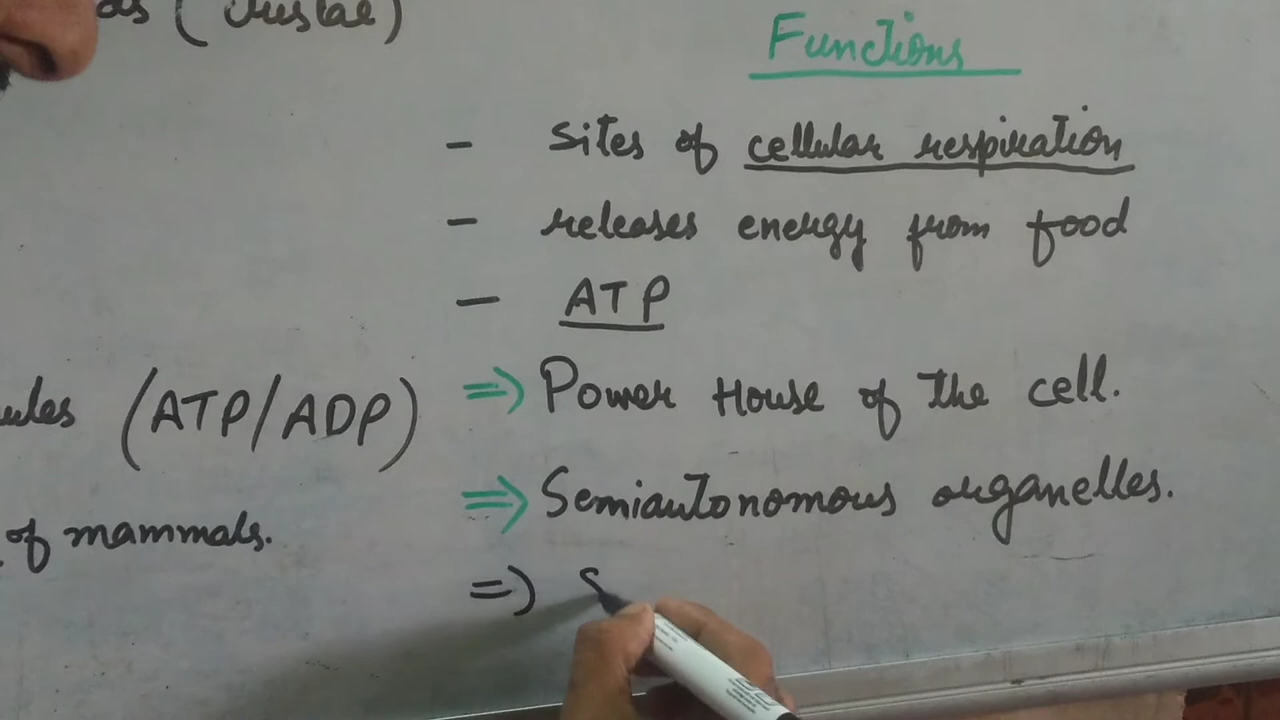 (cristae)
Functions
- Sites of cellular respiration
- releases energy from food
- ATP
(ATP/ADP)
⇒ Power House of the cell.
⇒ Semiautonomous organelles.
of mammals.
⇒ S